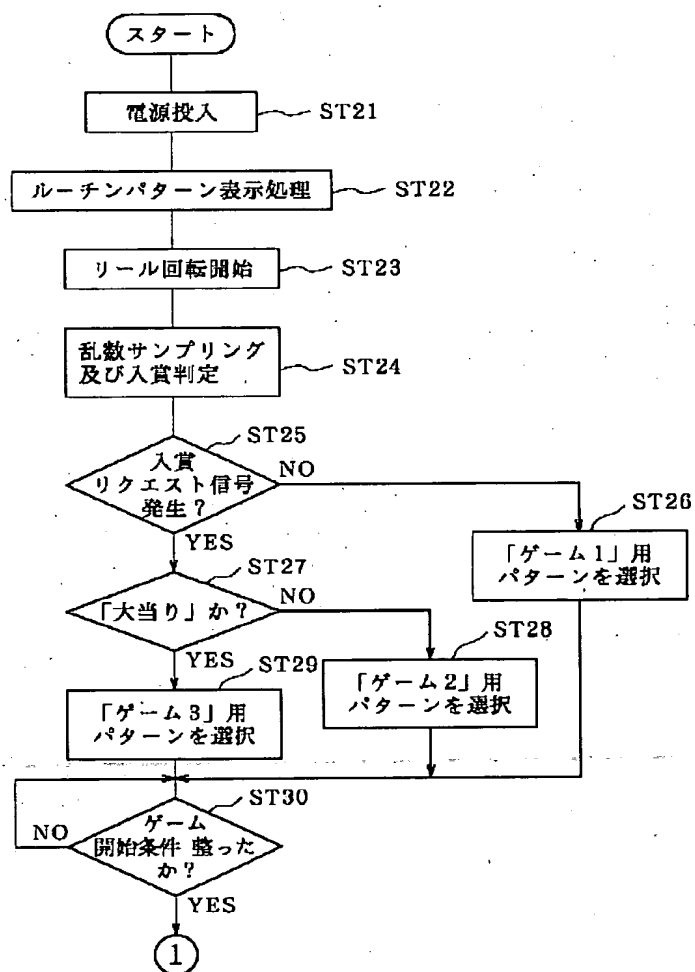 スタート
電源投入
ST21
ルーチンパターン表示処理
ST22
リール回転開始
ST23
乱数サンプリング
及び入賞判定
ST24
ST25
入賞
リクエスト信号
発生?
NO
YES
ST26
「ゲーム1」用
パターンを選択
ST27
「大当り」か?
NO
YES
ST28
「ゲーム2」用
パターンを選択
ST29
「ゲーム3」用
パターンを選択
ST30
ゲーム
開始条件 整った
か?
NO
YES
1